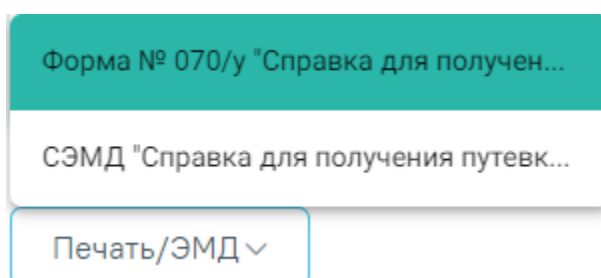 Форма № 070/у "Справка для получен...
СЭМД "Справка для получения путевк...
Печать/ЭМД